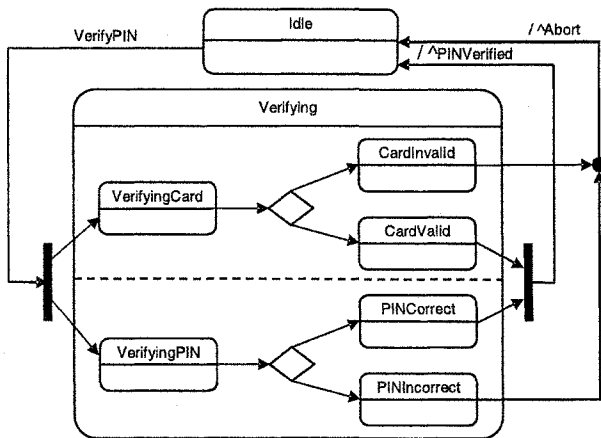 Idle
VerifyPIN
/ ^Abort
/ ^PINVerified
Verifying
CardInvalid
VerifyingCard
CardValid
PINCorrect
VerifyingPIN
PINIncorrect